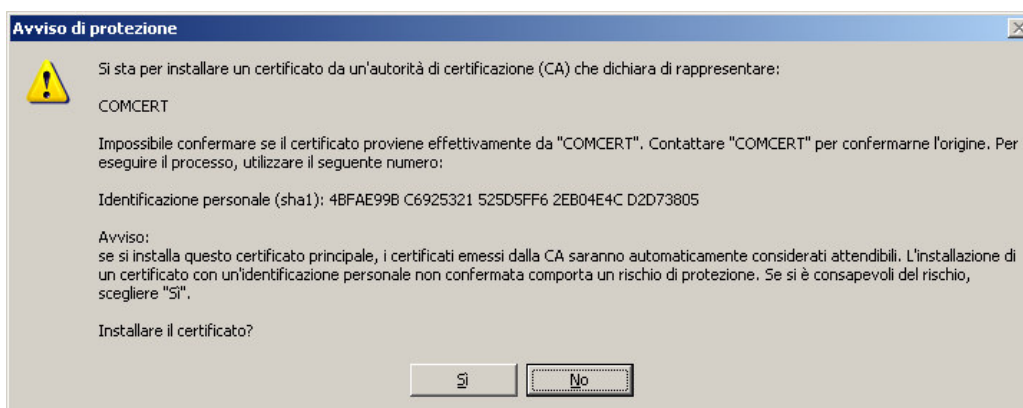 Avviso di protezione
Si sta per installare un certificato da un'autorità di certificazione (CA) che dichiara di rappresentare:
COMCERT
Impossibile confermare se il certificato proviene effettivamente da "COMCERT". Contattare "COMCERT" per confermarne l'origine. Per
eseguire il processo, utilizzare il seguente numero:
Identificazione personale (sha1): 4BFAE99B C6925321 525D5FF6 2EB04E4C D2D73805
Avviso:
se si installa questo certificato principale, i certificati emessi dalla CA saranno automaticamente considerati attendibili. L'installazione di
un certificato con un'identificazione personale non confermata comporta un rischio di protezione. Se si è consapevoli del rischio,
scegliere "Sì".
Installare il certificato?
Sì No